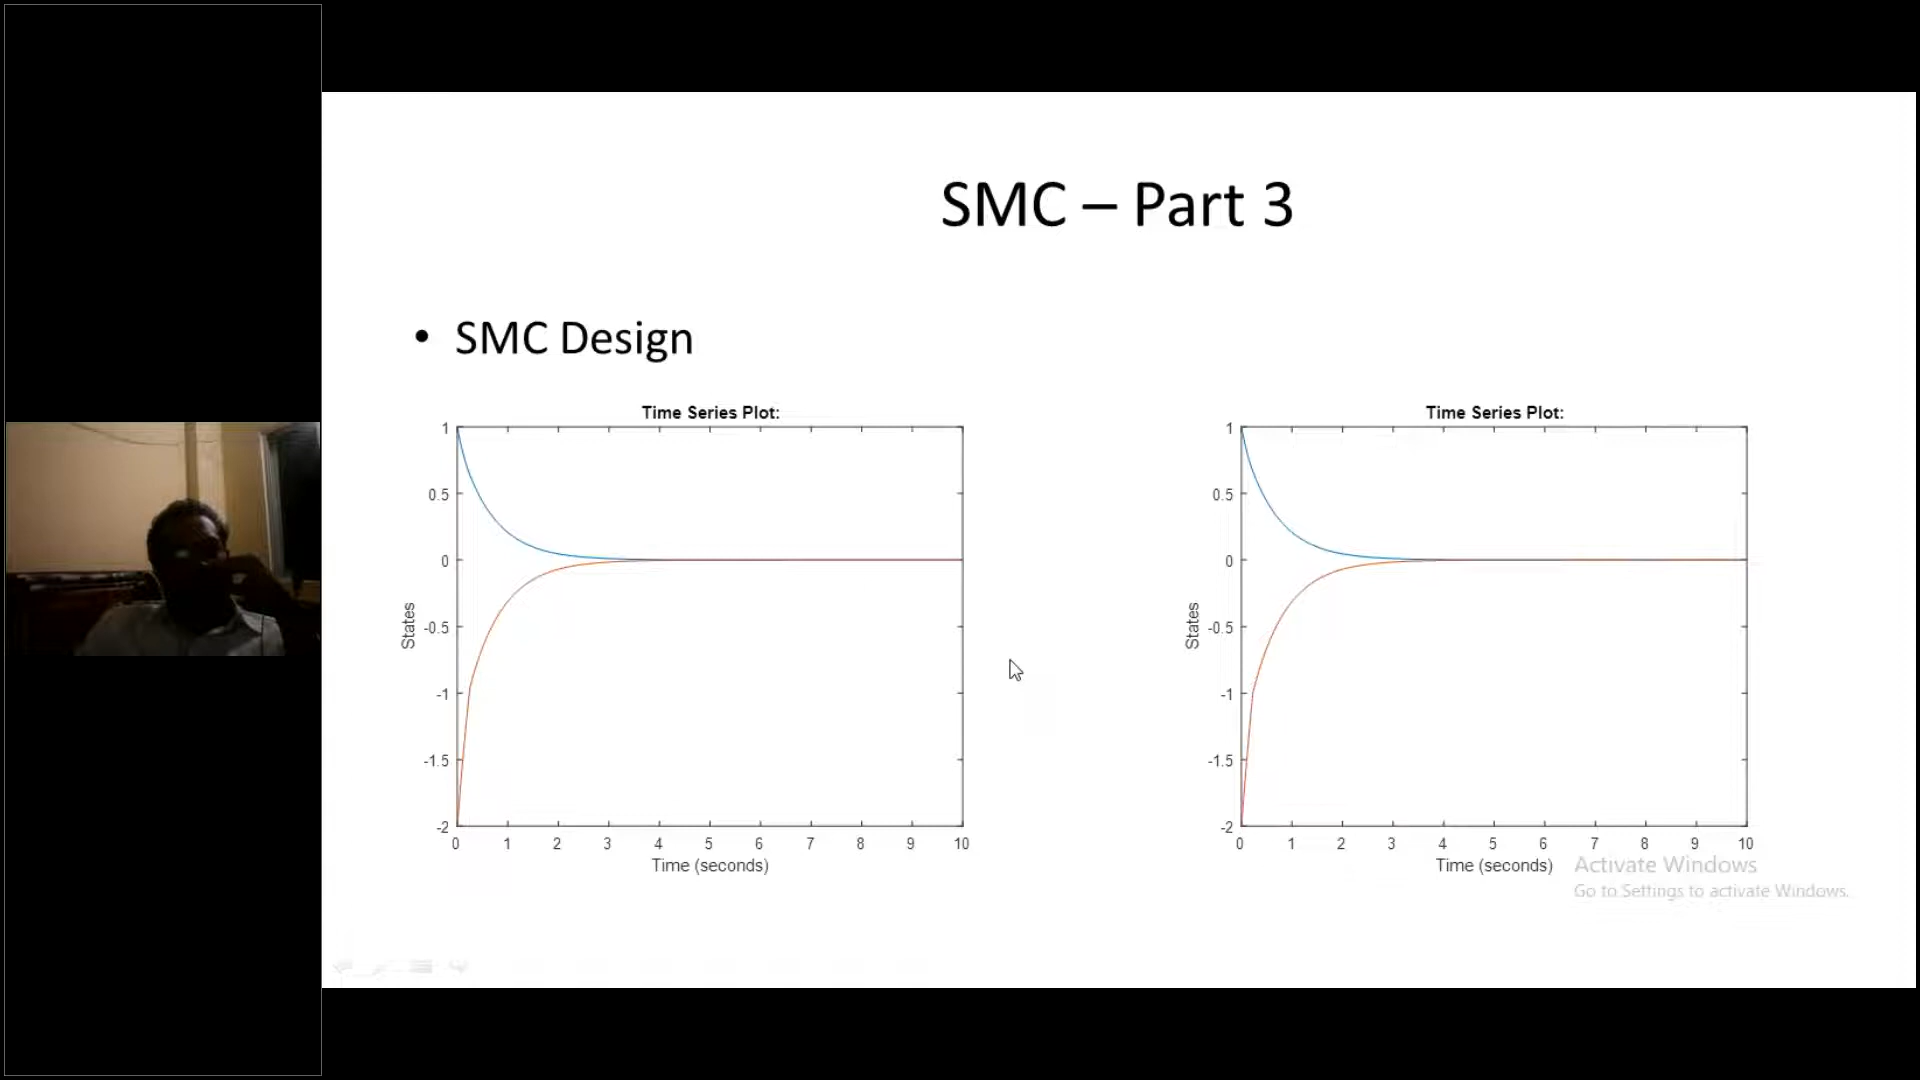 SMC – Part 3
• SMC Design
Time Series Plot:
1
0.5
0
-0.5
-1
-1.5
-2
States
0 1 2 3 4 5 6 7 8 9 10
Time (seconds)
Time Series Plot:
1
0.5
0
-0.5
-1
-1.5
-2
States
0 1 2 3 4 5 6 7 8 9 10
Time (seconds)
Activate Windows
Go to Settings to activate Windows.